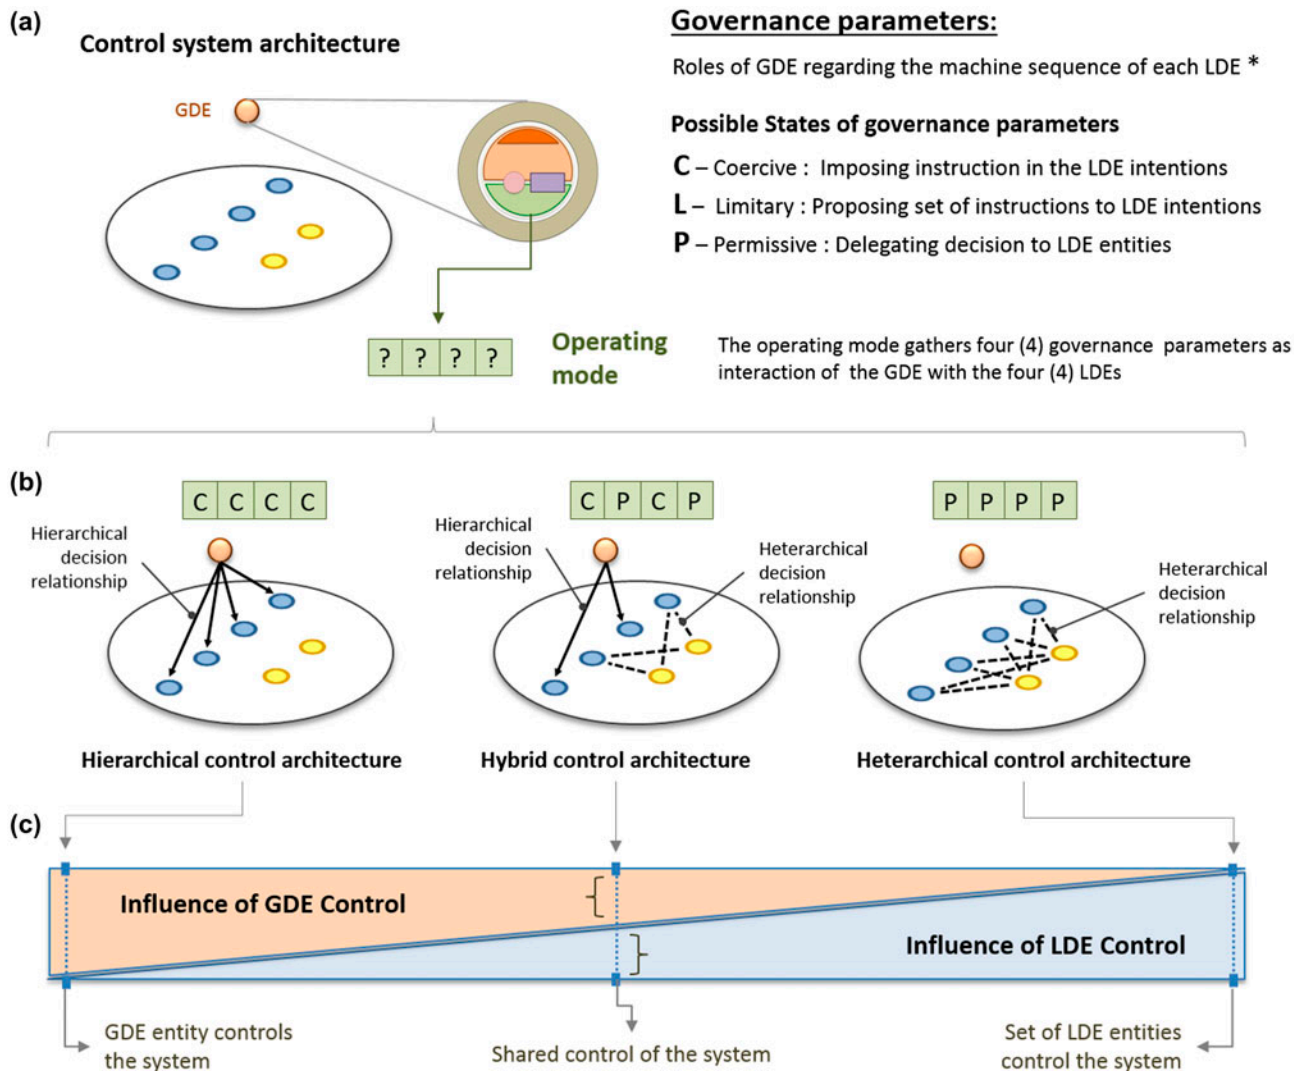 (a)
Control system architecture
GDE
Governance parameters:
Roles of GDE regarding the machine sequence of each LDE *
Possible States of governance parameters
C – Coercive : Imposing instruction in the LDE intentions
L – Limitary : Proposing set of instructions to LDE intentions
P – Permissive : Delegating decision to LDE entities
? ? ? ?
Operating
mode
The operating mode gathers four (4) governance parameters as
interaction of the GDE with the four (4) LDEs
(b)
C C C C
Hierarchical
decision
relationship
Hierarchical control architecture
C P C P
Hierarchical
decision
relationship
Heterarchical
decision
relationship
Hybrid control architecture
P P P P
Heterarchical
decision
relationship
Heterarchical control architecture
(c)
Influence of GDE Control
Influence of LDE Control
GDE entity controls
the system
Shared control of the system
Set of LDE entities
control the system